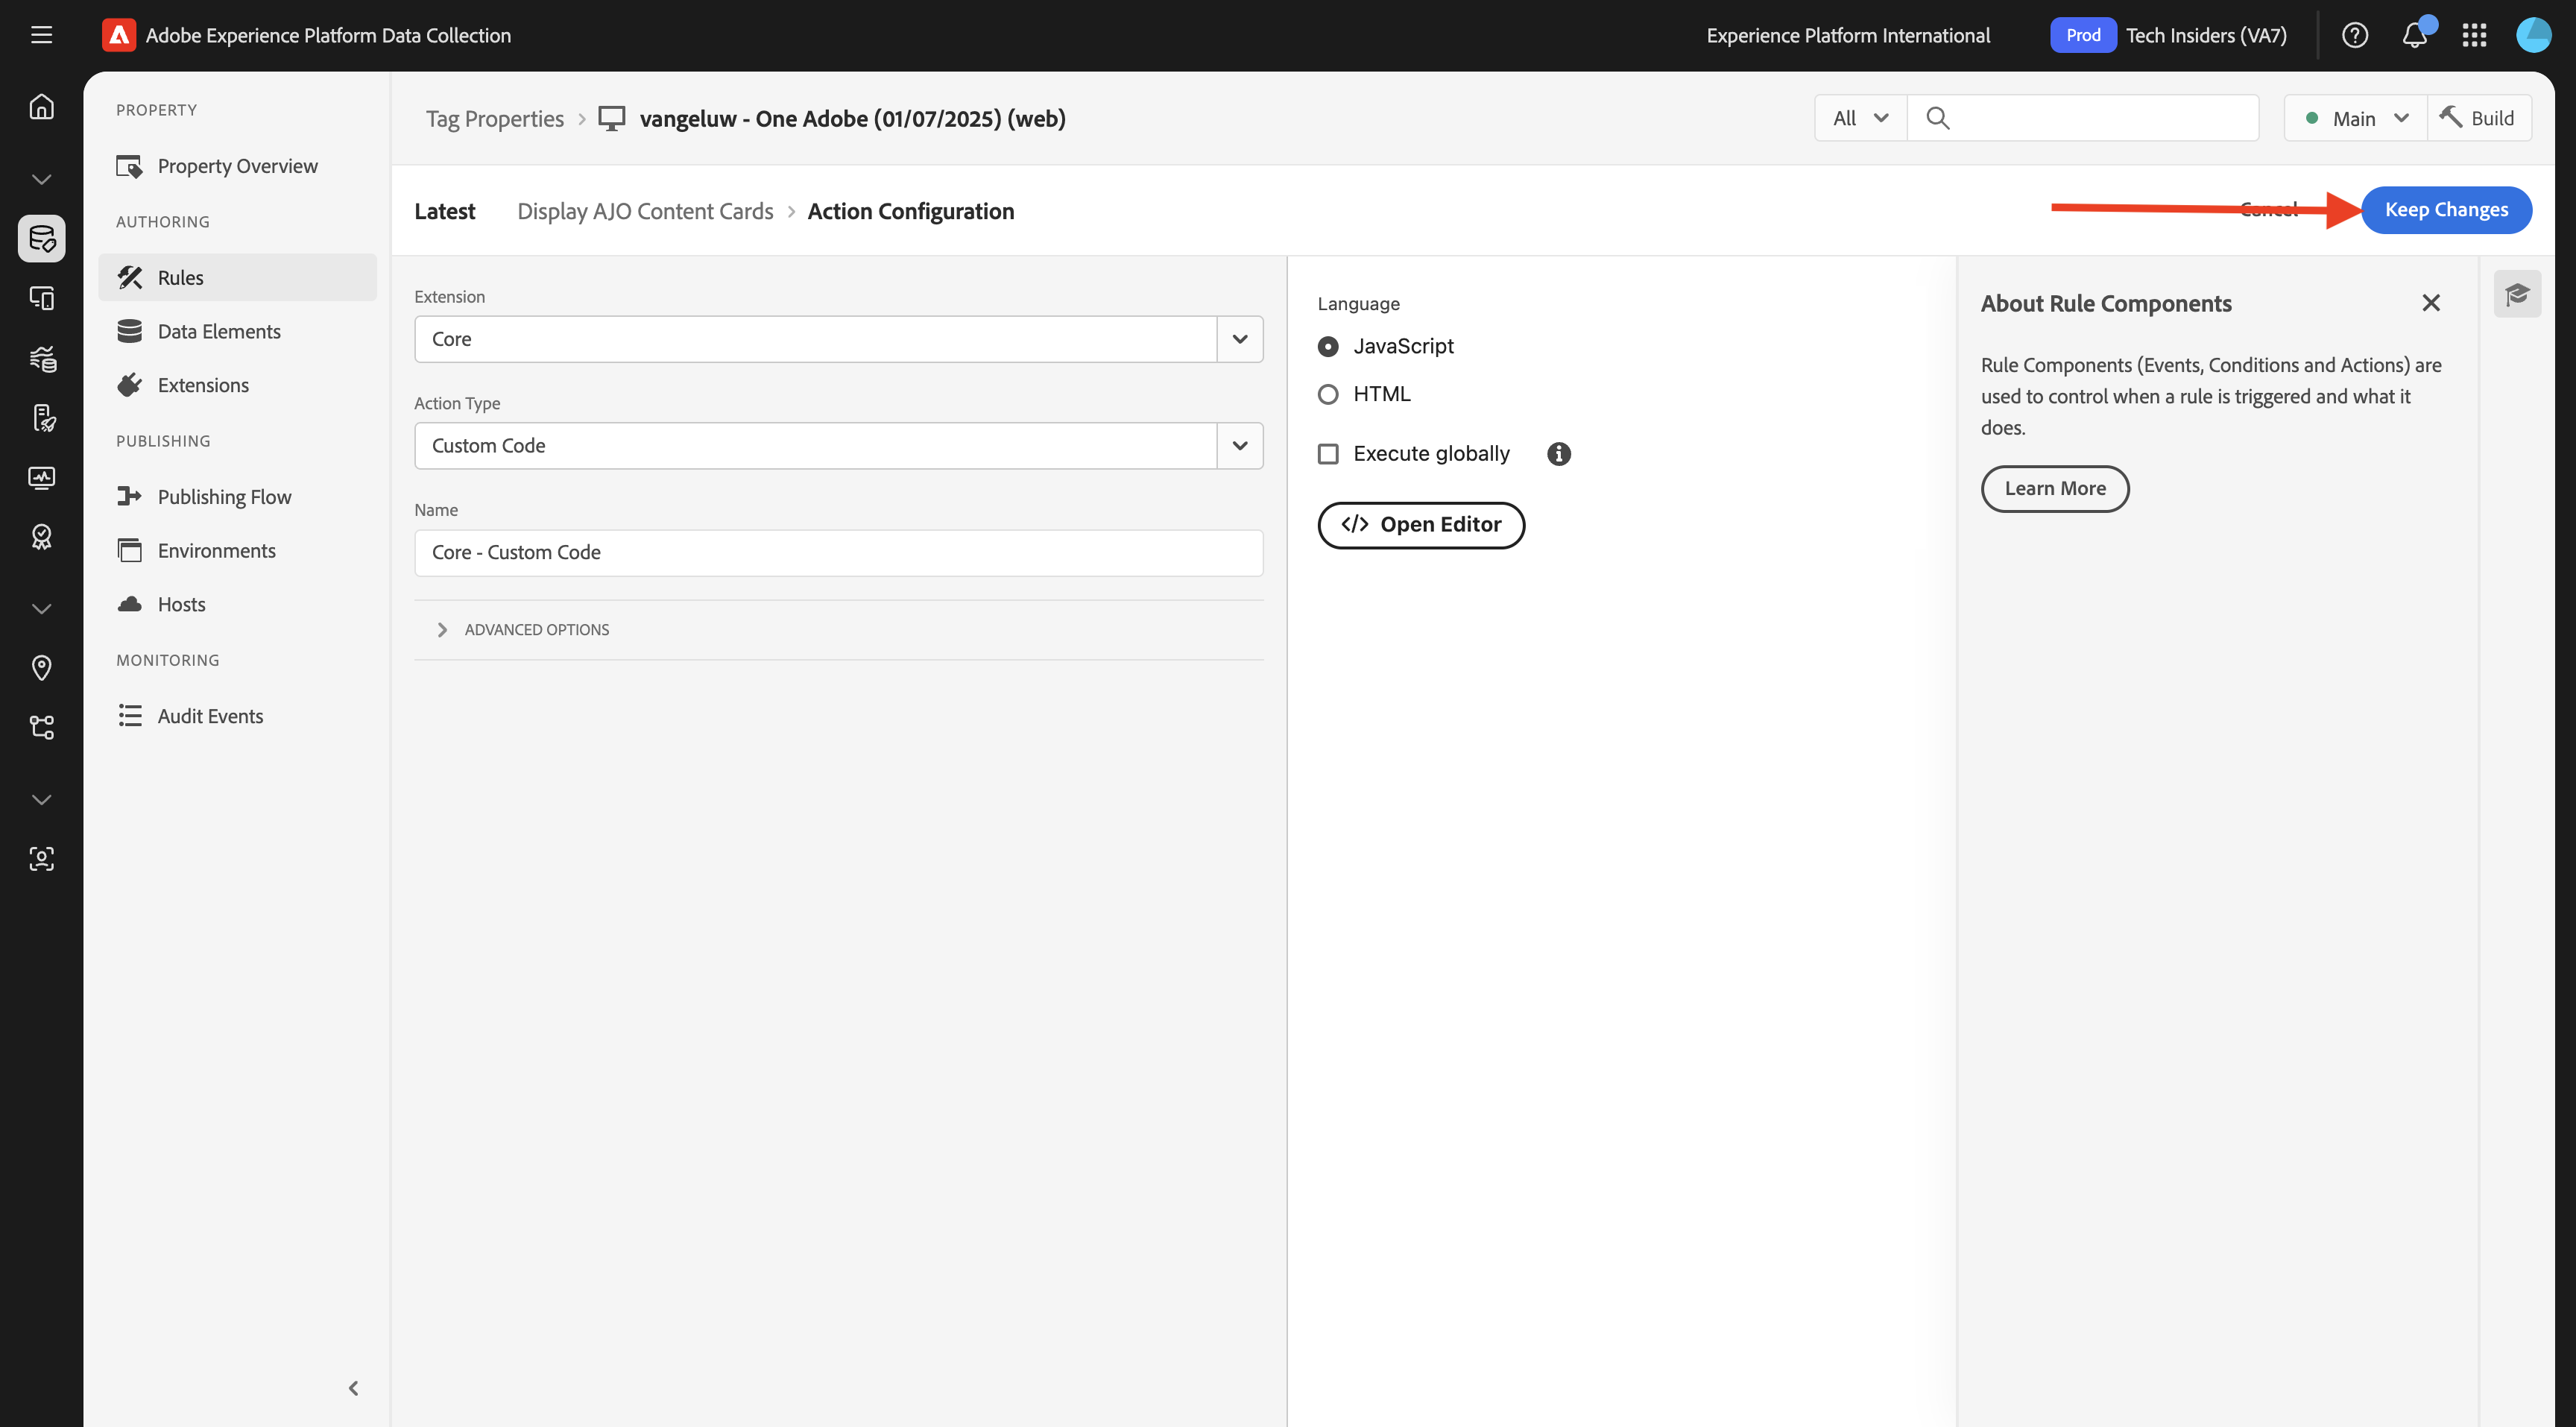 Adobe Experience Platform Data Collection
Experience Platform International
Prod
Tech Insiders (VA7)
PROPERTY
Property Overview
AUTHORING
Rules
Data Elements
Extensions
PUBLISHING
Publishing Flow
Environments
Hosts
MONITORING
Audit Events
Tag Properties
vangeluw - One Adobe (01/07/2025) (web)
All
Main
Build
Latest
Display AJO Content Cards
Action Configuration
Cancel
Keep Changes
Extension
Core
Action Type
Custom Code
Name
Core - Custom Code
ADVANCED OPTIONS
Language
JavaScript
HTML
Execute globally
</> Open Editor
About Rule Components
Rule Components (Events, Conditions and Actions) are
used to control when a rule is triggered and what it
does.
Learn More